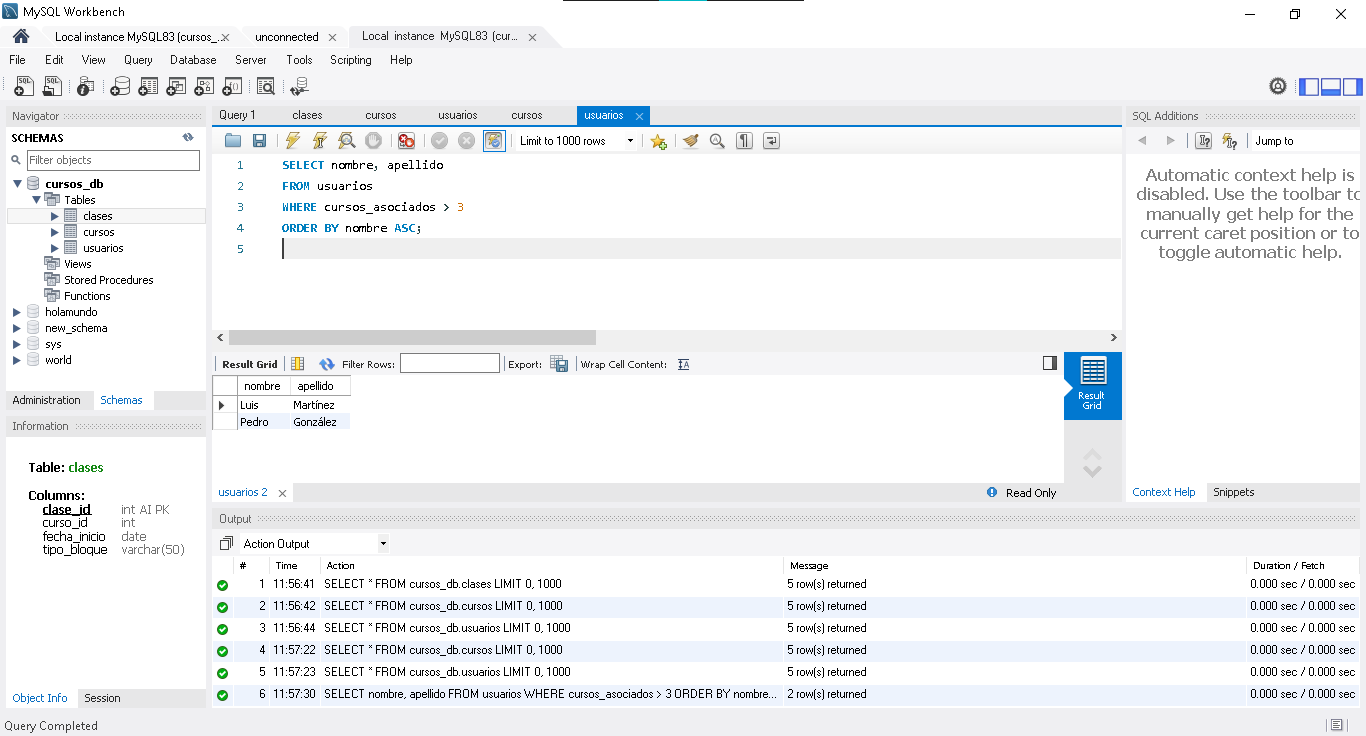 MySQL Workbench
Local instance MySQL83 (cursos_... unconnected Local instance MySQL83 (cur...
File Edit View Query Database Server Tools Scripting Help
Navigator
SCHEMAS
Filter objects
cursos_db
Tables
clases
cursos
usuarios
Views
Stored Procedures
Functions
holamundo
new_schema
sys
world
Administration Schemas
Information
Table: clases
Columns:
clase_id int AI PK
curso_id int
fecha_inicio date
tipo_bloque varchar(50)
Object Info Session
Query 1 clases cursos usuarios cursos usuarios
Limit to 1000 rows
1 SELECT nombre, apellido
2 FROM usuarios
3 WHERE cursos_asociados > 3
4 ORDER BY nombre ASC;
5
Result Grid Filter Rows: Export: Wrap Cell Content:
nombre apellido
Luis Martínez
Pedro González
Result
Grid
usuarios 2 Read Only
SQL Additions
Jump to
Automatic context help is
disabled. Use the toolbar to
manually get help for the
current caret position or to
toggle automatic help.
Context Help Snippets
Output
Action Output
# Time Action Message Duration / Fetch
1 11:56:41 SELECT * FROM cursos_db.clases LIMIT 0, 1000 5 row(s) returned 0.000 sec / 0.000 sec
2 11:56:42 SELECT * FROM cursos_db.cursos LIMIT 0, 1000 5 row(s) returned 0.000 sec / 0.000 sec
3 11:56:44 SELECT * FROM cursos_db.usuarios LIMIT 0, 1000 5 row(s) returned 0.000 sec / 0.000 sec
4 11:57:22 SELECT * FROM cursos_db.cursos LIMIT 0, 1000 5 row(s) returned 0.000 sec / 0.000 sec
5 11:57:23 SELECT * FROM cursos_db.usuarios LIMIT 0, 1000 5 row(s) returned 0.000 sec / 0.000 sec
6 11:57:30 SELECT nombre, apellido FROM usuarios WHERE cursos_asociados > 3 ORDER BY nombre... 2 row(s) returned 0.000 sec / 0.000 sec
Query Completed